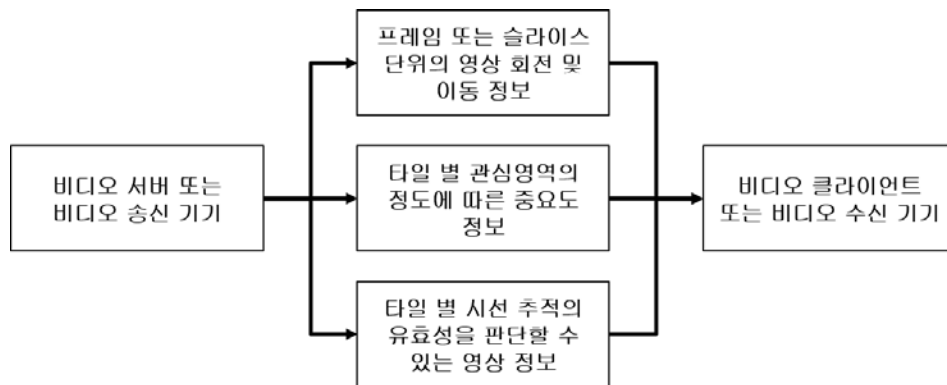 프레임 또는 슬라이스
단위의 영상 회전 및
이동 정보
비디오 서버 또는
비디오 송신 기기
타일 별 관심영역의
정도에 따른 중요도
정보
비디오 클라이언트
또는 비디오 수신 기기
타일 별 시선 추적의
유효성을 판단할 수
있는 영상 정보